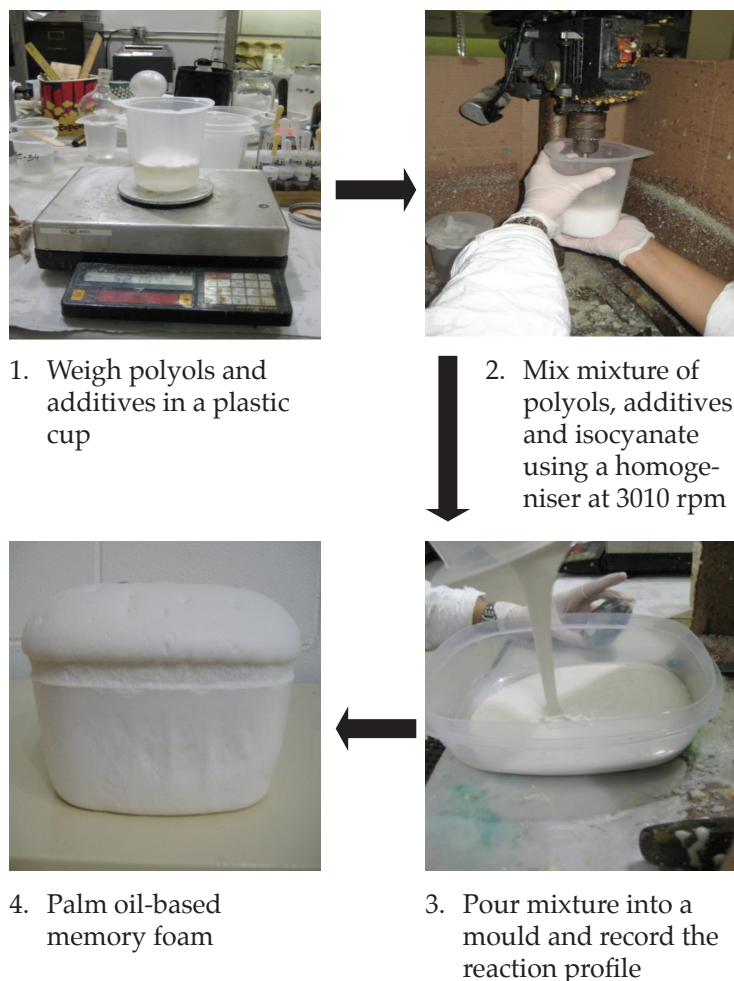 1. Weigh polyols and
additives in a plastic
cup
2. Mix mixture of
polyols, additives
and isocyanate
using a homoge-
niser at 3010 rpm
4. Palm oil-based
memory foam
3. Pour mixture into a
mould and record the
reaction profile